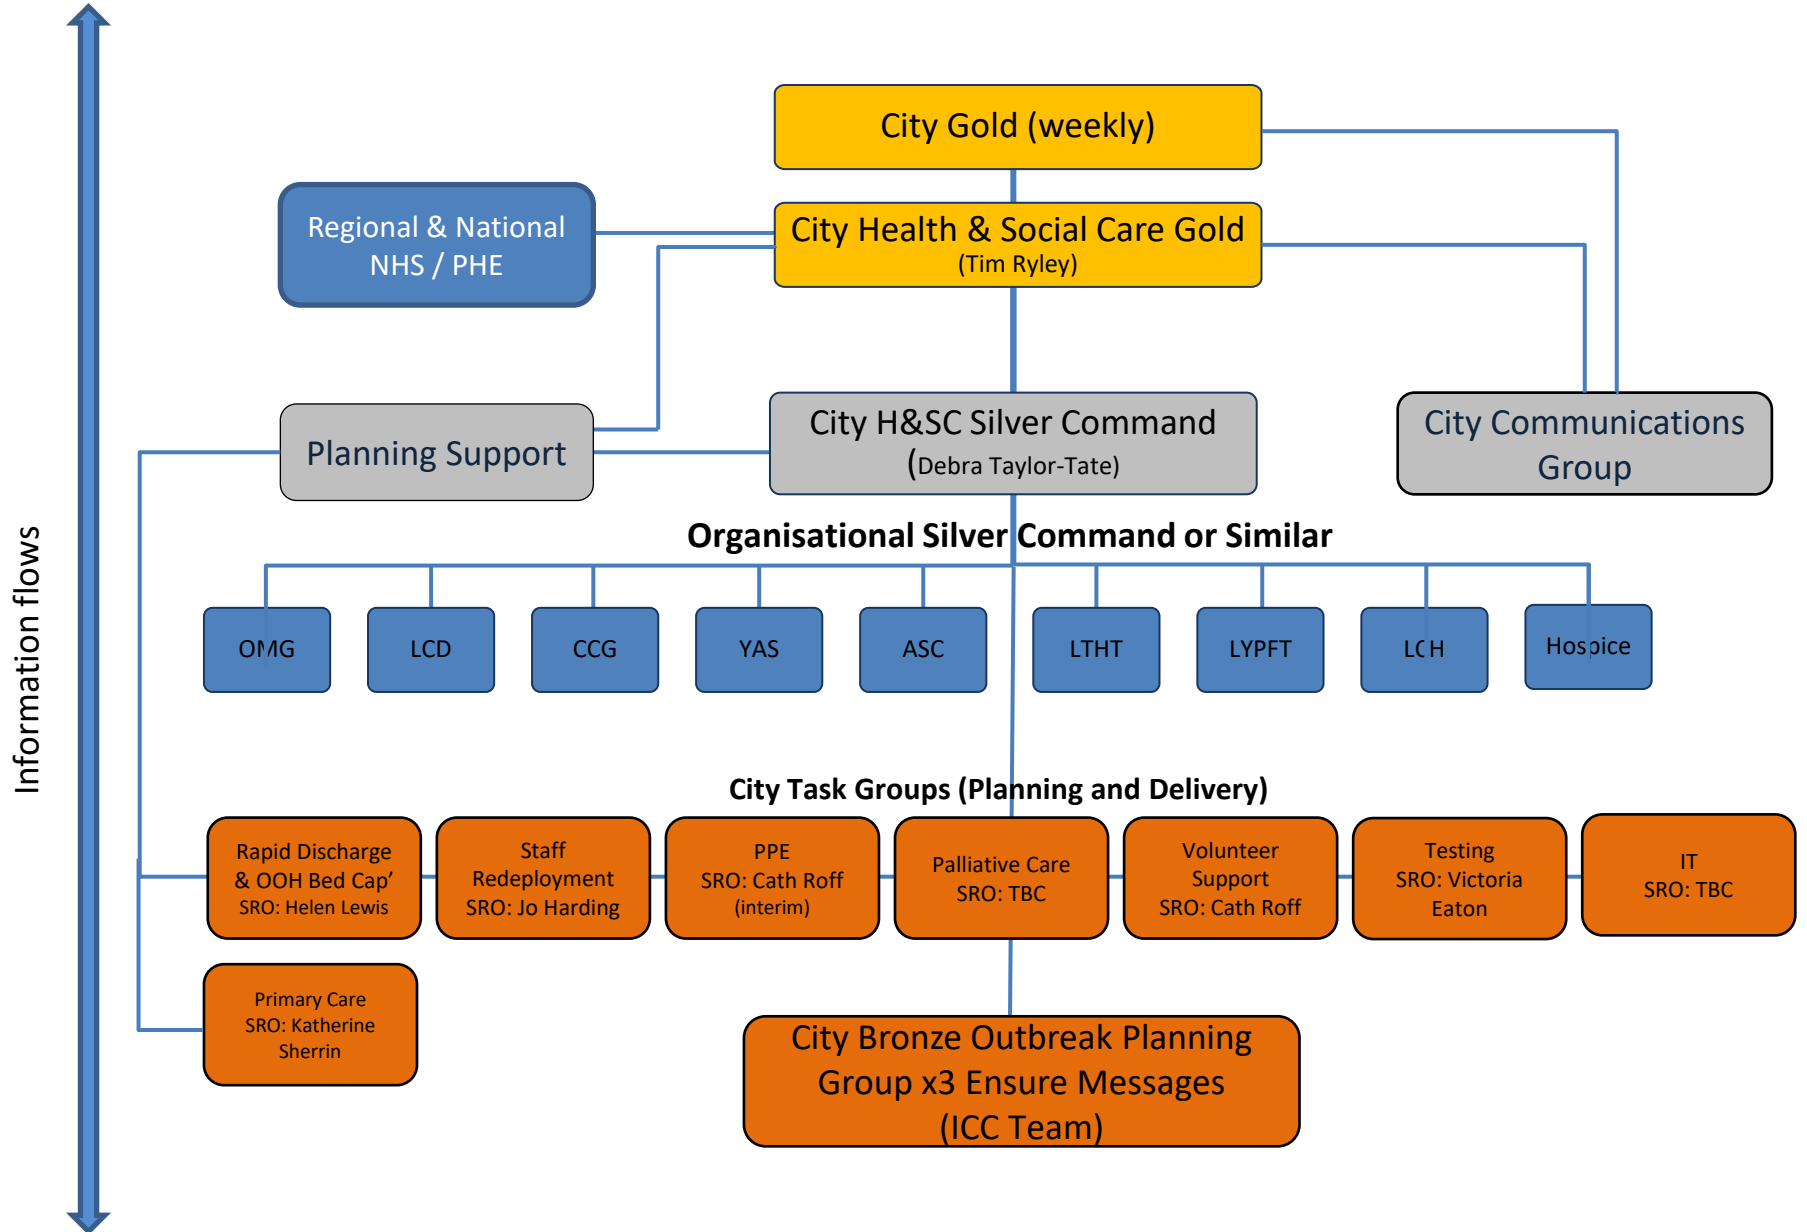 City Gold (weekly)
Regional & National
NHS / PHE
City Health & Social Care Gold
(Tim Ryley)
Planning Support
City H&SC Silver Command
(Debra Taylor-Tate)
City Communications
Group
Information flows
Organisational Silver Command or Similar
OMG
LCD
CCG
YAS
ASC
LTHT
LYPFT
LCH
Hospice
City Task Groups (Planning and Delivery)
Rapid Discharge
& OOH Bed Cap’
SRO: Helen Lewis
Staff
Redeployment
SRO: Jo Harding
PPE
SRO: Cath Roff
(interim)
Palliative Care
SRO: TBC
Volunteer
Support
SRO: Cath Roff
Testing
SRO: Victoria
Eaton
IT
SRO: TBC
Primary Care
SRO: Katherine
Sherrin
City Bronze Outbreak Planning
Group x3 Ensure Messages
(ICC Team)